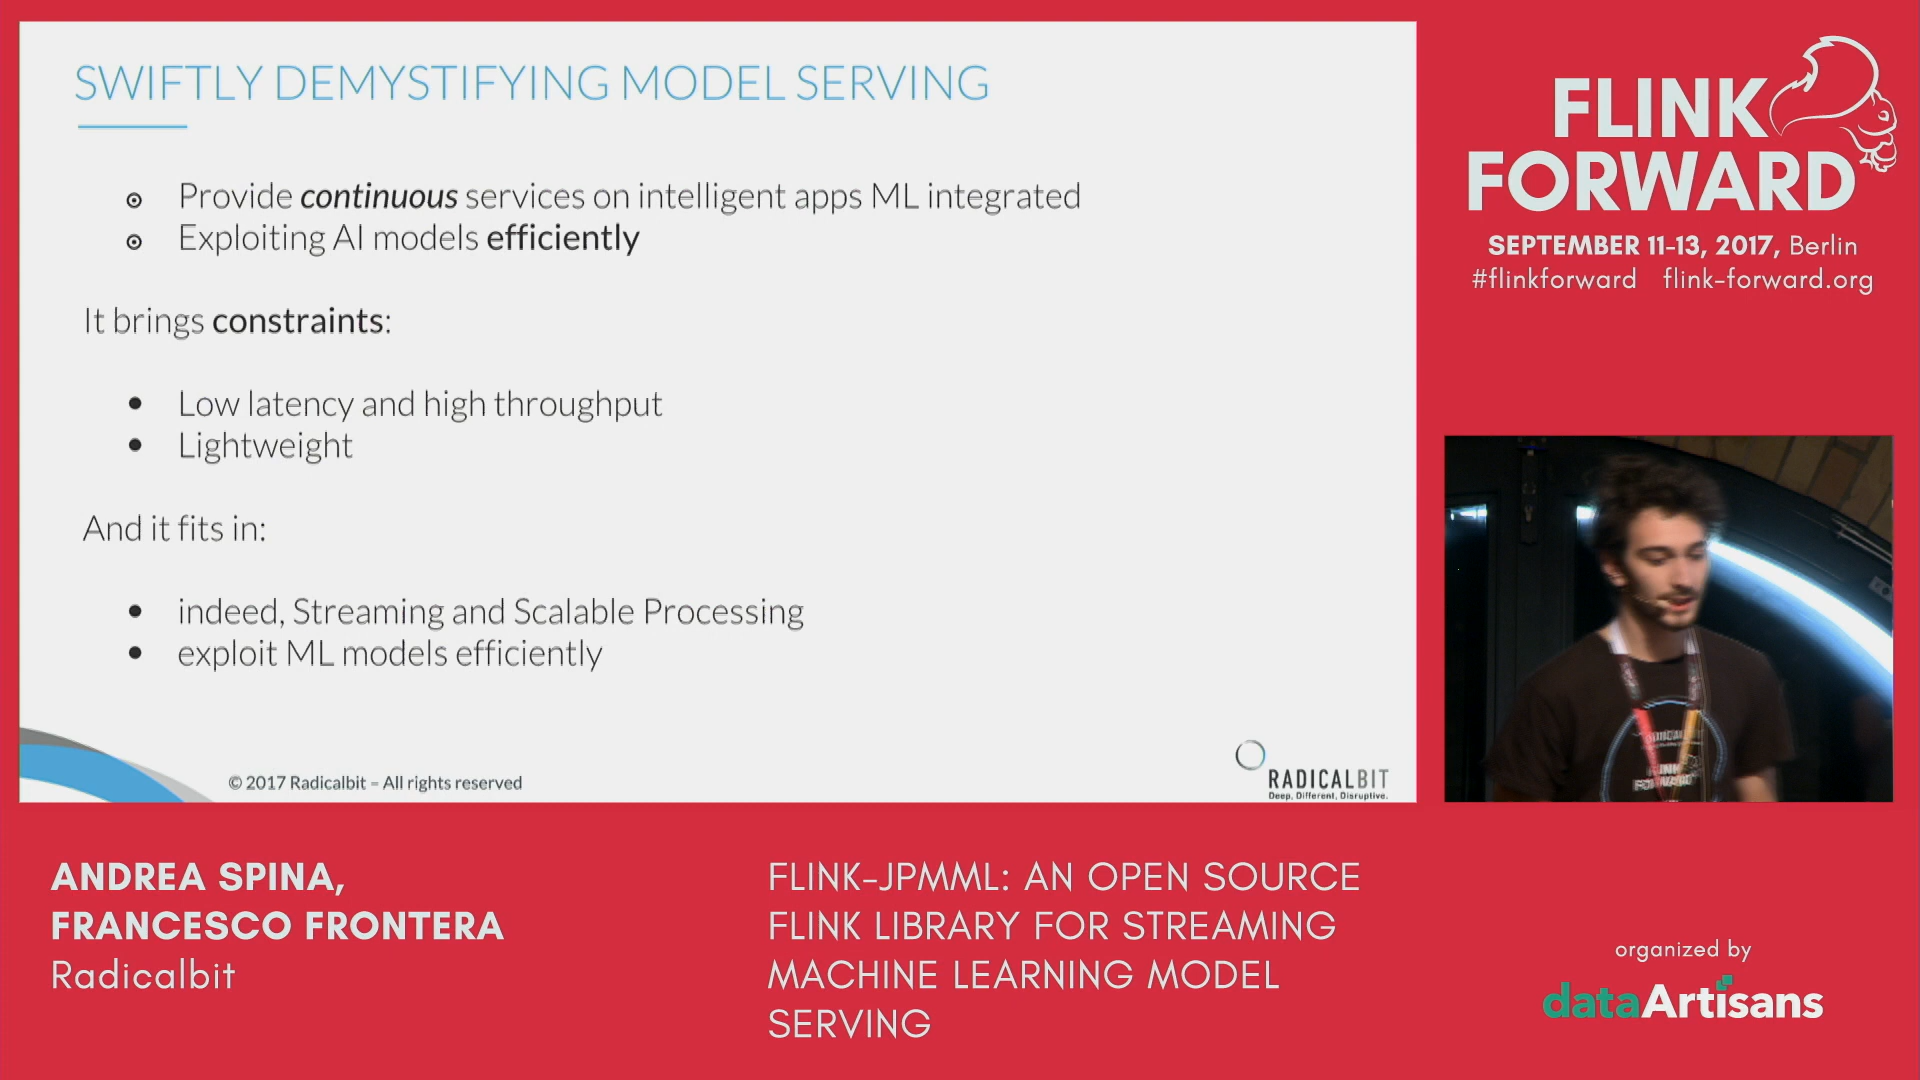 SWIFTLY DEMYSTIFYING MODEL SERVING
Provide continuous services on intelligent apps ML integrated
Exploiting AI models efficiently
It brings constraints:
Low latency and high throughput
Lightweight
And it fits in:
indeed, Streaming and Scalable Processing
exploit ML models efficiently
© 2017 Radicalbit – All rights reserved
RADICALBIT
Deep, Different, Disruptive.
FLINK
FORWARD
SEPTEMBER 11-13, 2017, Berlin
#flinkforward flink-forward.org
FLINK
FORWARD
ANDREA SPINA,
FRANCESCO FRONTERA
Radicalbit
FLINK-JPMML: AN OPEN SOURCE
FLINK LIBRARY FOR STREAMING
MACHINE LEARNING MODEL
SERVING
organized by
dataArtisans